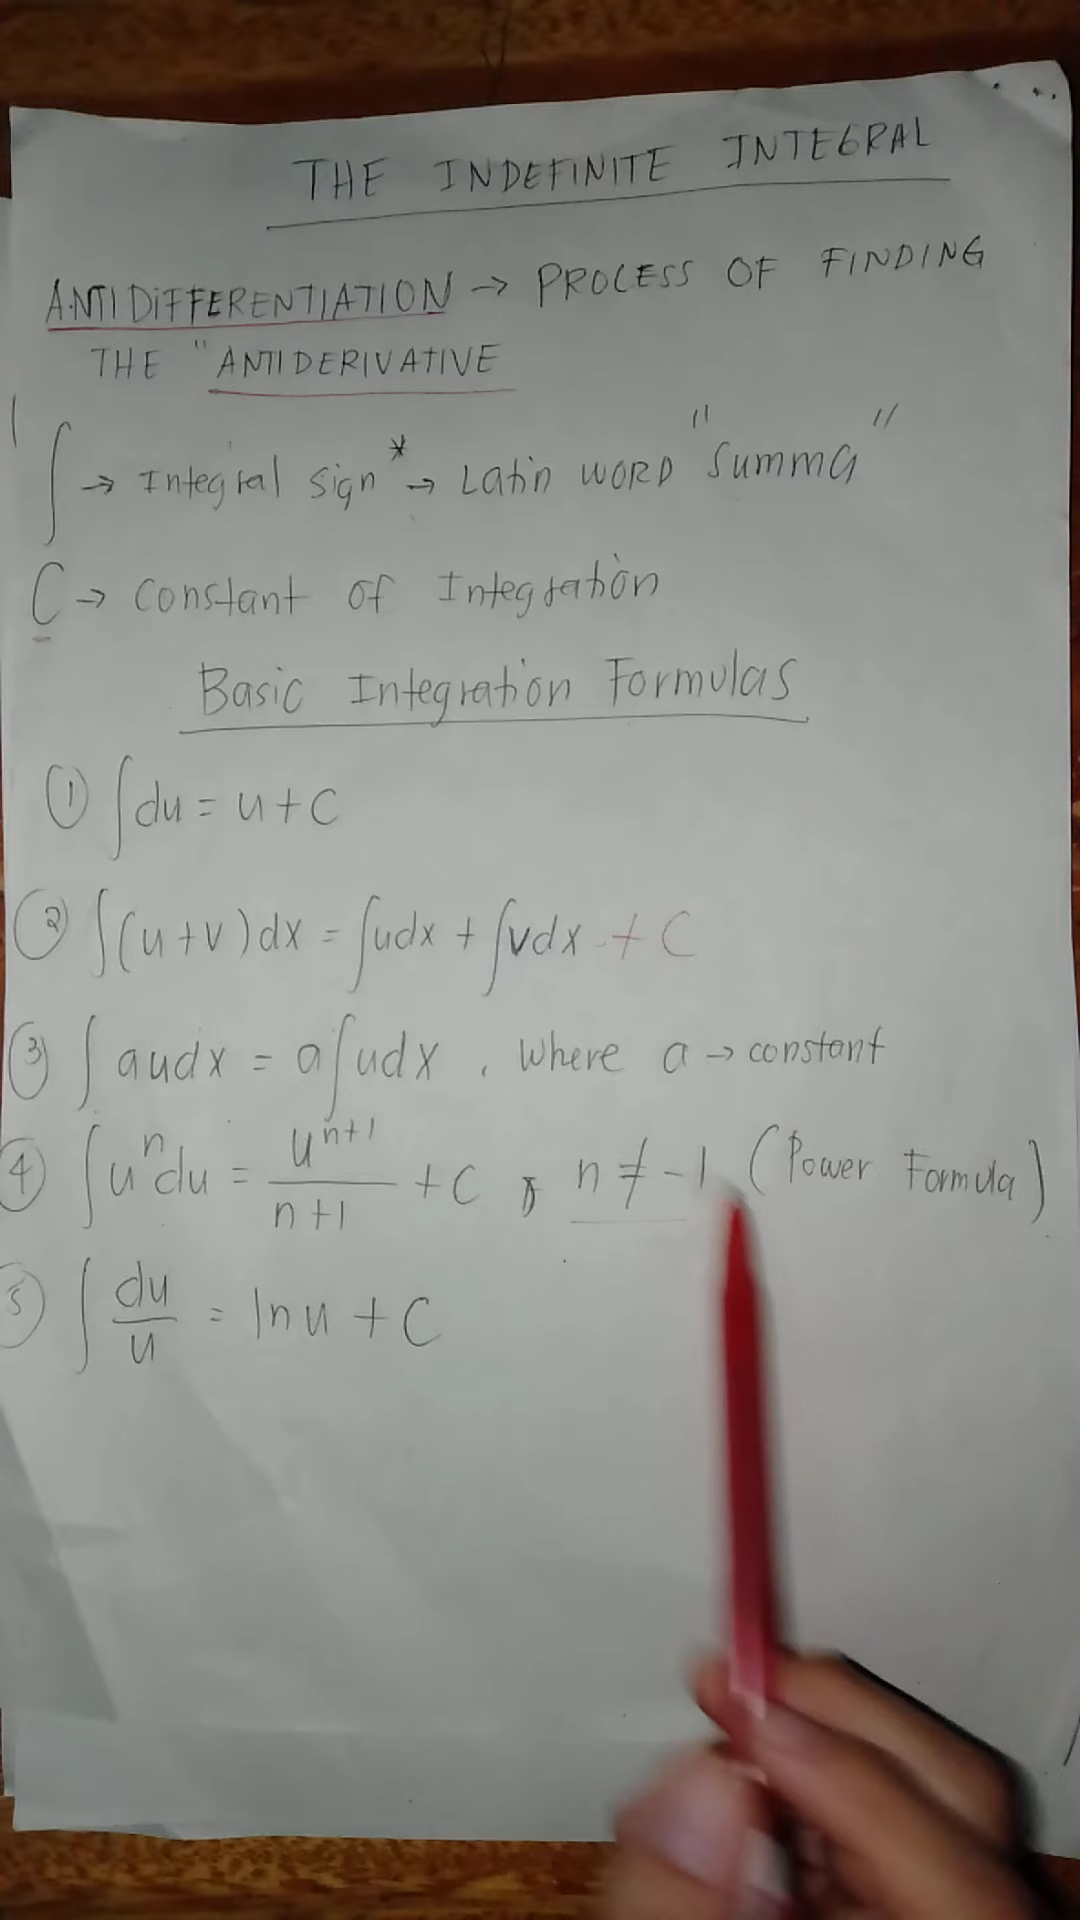 THE INDEFINITE INTEGRAL
ANTIDIFFERENTIATION → PROCESS OF FINDING
THE "ANTIDERIVATIVE
∫ → Integral sign* → Latin WORD "Summa"
C → Constant of Integration
Basic Integration Formulas
① ∫du = u + C
② ∫(u+v)dx = ∫udx + ∫vdx + C
③ ∫audx = a∫udx , where a → constant
④ ∫uⁿdu = uⁿ⁺¹/n+1 + C , n ≠ -1 (Power Formula)
⑤ ∫du/u = ln u + C